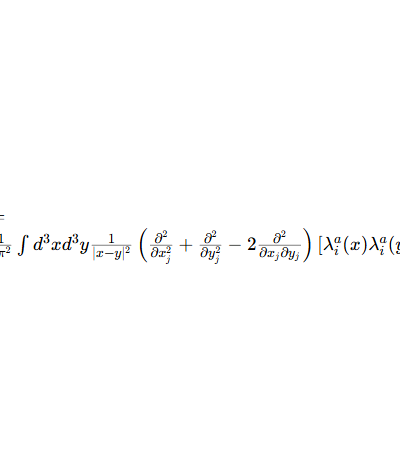 =
1/π² ∫ d³xd³y 1/|x−y|² (∂²/∂x_j² + ∂²/∂y_j² − 2 ∂²/∂x_j∂y_j) [λ_i^a(x)λ_i^a(